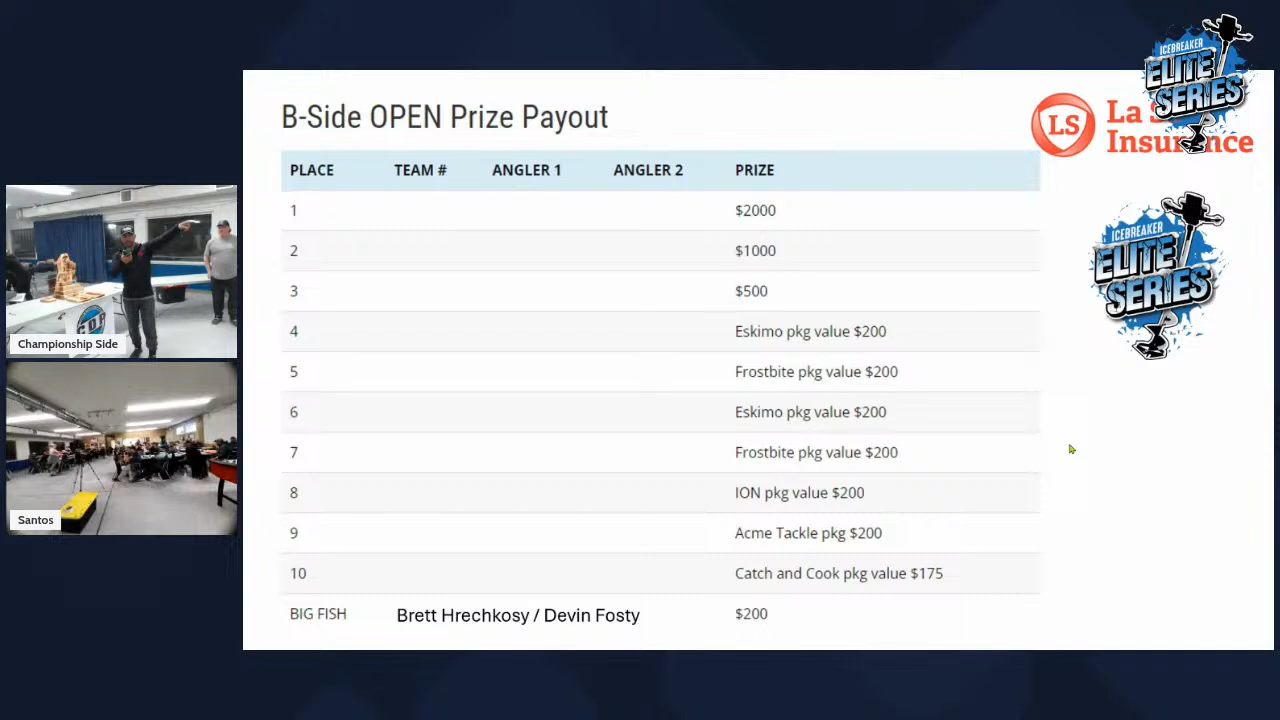 B-Side OPEN Prize Payout
LS
La S
Insurance
ICEBREAKER
ELITE
SERIES
PLACE TEAM # ANGLER 1 ANGLER 2 PRIZE
1 $2000
2 $1000
3 $500
4 Eskimo pkg value $200
5 Frostbite pkg value $200
6 Eskimo pkg value $200
7 Frostbite pkg value $200
8 ION pkg value $200
9 Acme Tackle pkg $200
10 Catch and Cook pkg value $175
BIG FISH Brett Hrechkosy / Devin Fosty $200
ICEBREAKER
ELITE
SERIES
Championship Side
Santos